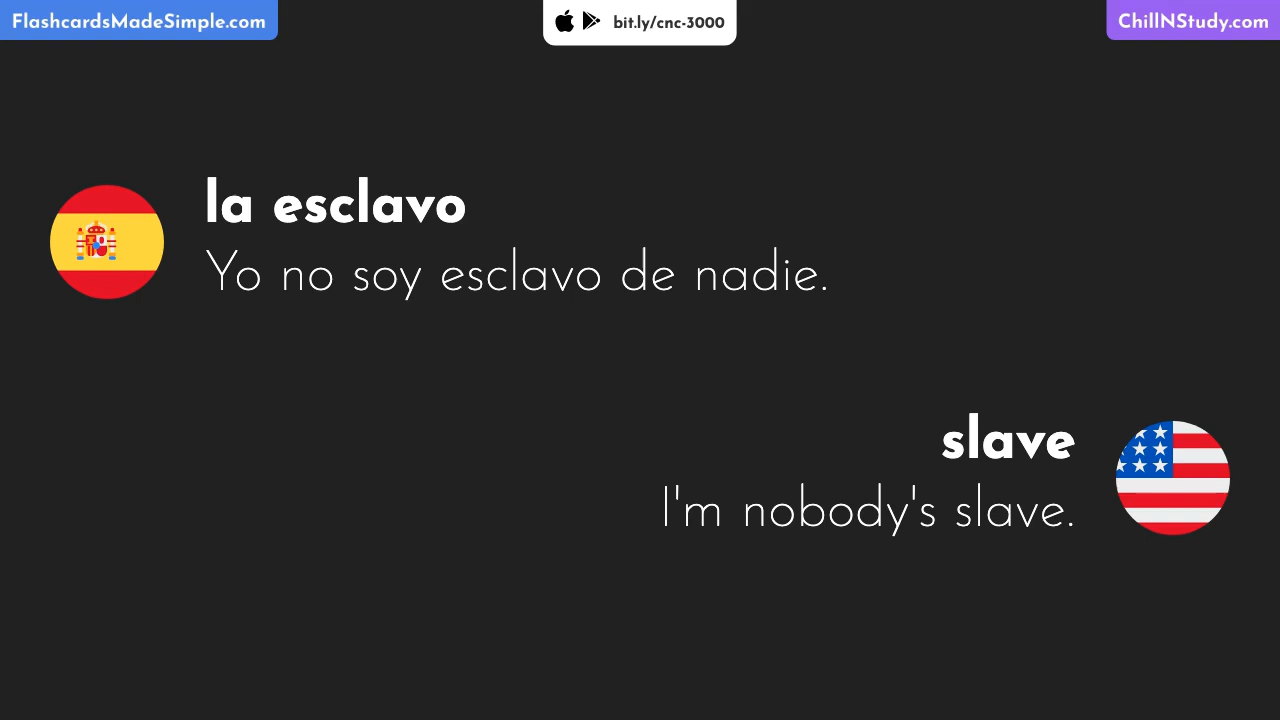 FlashcardsMadeSimple.com
bit.ly/cnc-3000
ChillNStudy.com
la esclavo
Yo no soy esclavo de nadie.
slave
I'm nobody's slave.